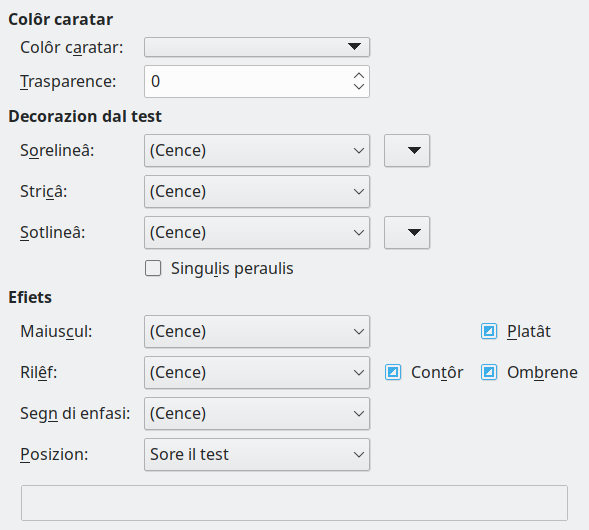 Colôr caratar
Colôr caratar:
Trasparence: 0
Decorazion dal test
Sorelineâ: (Cence)
Stricâ: (Cence)
Sotlineâ: (Cence)
Singulis peraulis
Efiets
Maiuscul: (Cence) Platât
Rilêf: (Cence) Contôr Ombrene
Segn di enfasi: (Cence)
Posizion: Sore il test